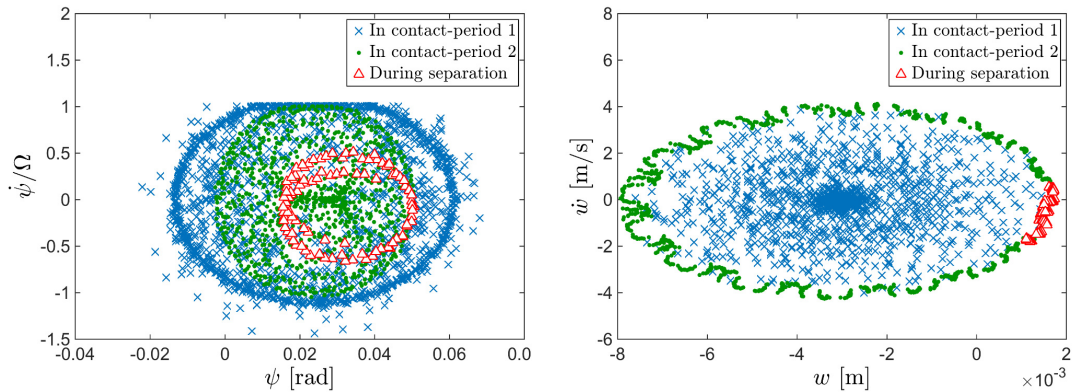 2
1.5
1
0.5
0
-0.5
-1
-1.5
ψ̇/Ω
-0.04 -0.02 0 0.02 0.04 0.06 0.0
ψ [rad]
In contact-period 1
In contact-period 2
During separation
8
6
4
2
0
-2
-4
-6
ẇ [m/s]
-8 -6 -4 -2 0 2
w [m]
×10⁻³
In contact-period 1
In contact-period 2
During separation